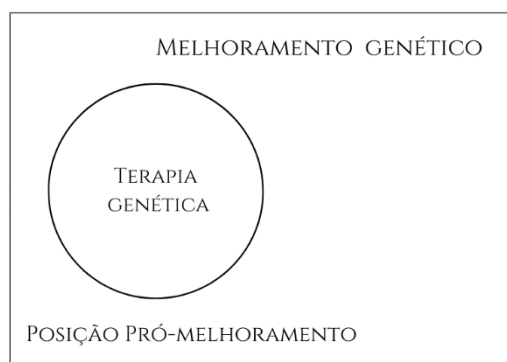 Melhoramento genético
Terapia
genética
Posição Pró-melhoramento